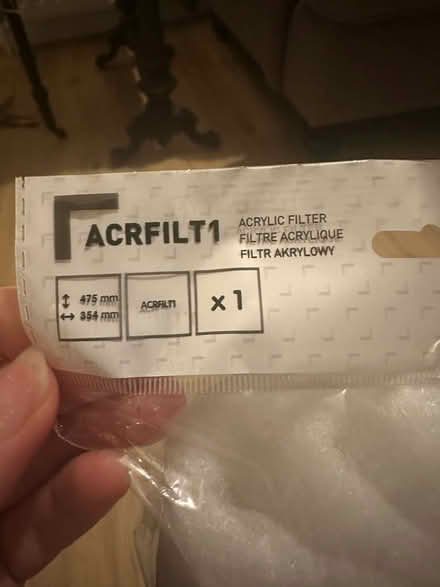 ACRFILT1
ACRYLIC FILTER
FILTRE ACRYLIQUE
FILTR AKRYLOWY
475 mm
354 mm
ACRFILT1
x 1